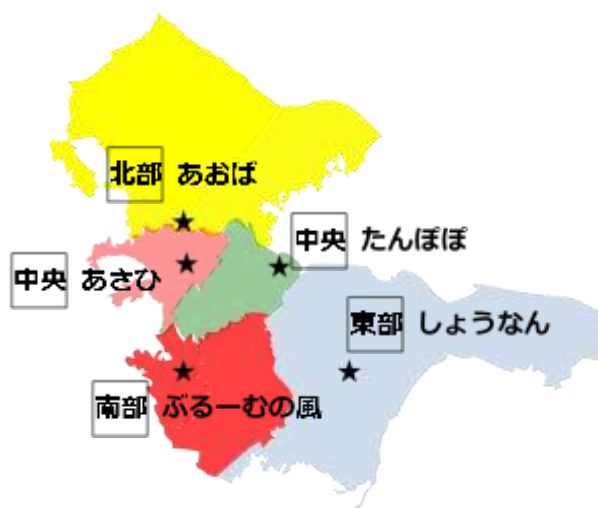 北部 あおば
中央 たんぽぽ
中央 あさひ
東部 しょうなん
南部 ぶるーむの風